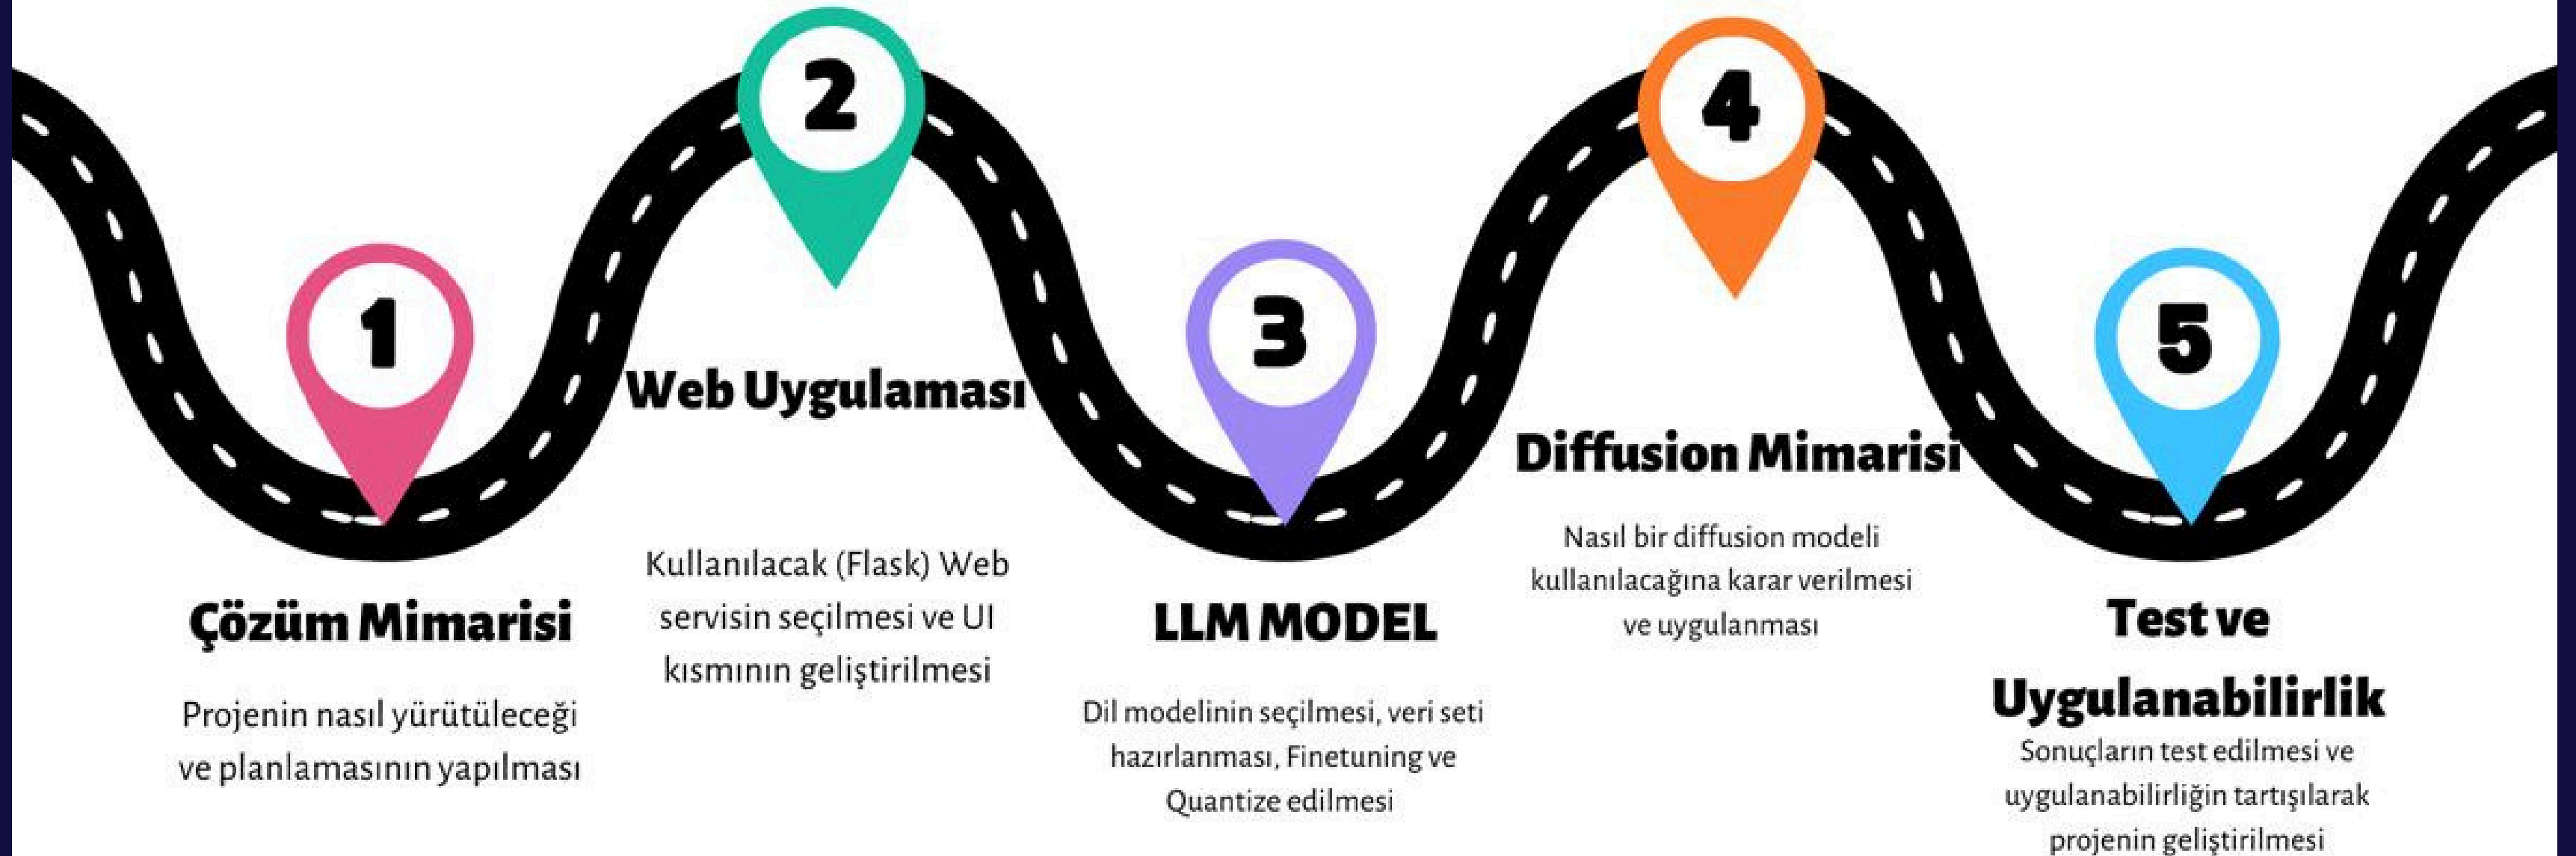 1
Çözüm Mimarisi
Projenin nasıl yürütüleceği
ve planlamasının yapılması
2
Web Uygulaması
Kullanılacak (Flask) Web
servisin seçilmesi ve UI
kısmının geliştirilmesi
3
LLM MODEL
Dil modelinin seçilmesi, veri seti
hazırlanması, Finetuning ve
Quantize edilmesi
4
Diffusion Mimarisi
Nasıl bir diffusion modeli
kullanılacağına karar verilmesi
ve uygulanması
5
Test ve
Uygulanabilirlik
Sonuçların test edilmesi ve
uygulanabilirliğin tartışılarak
projenin geliştirilmesi